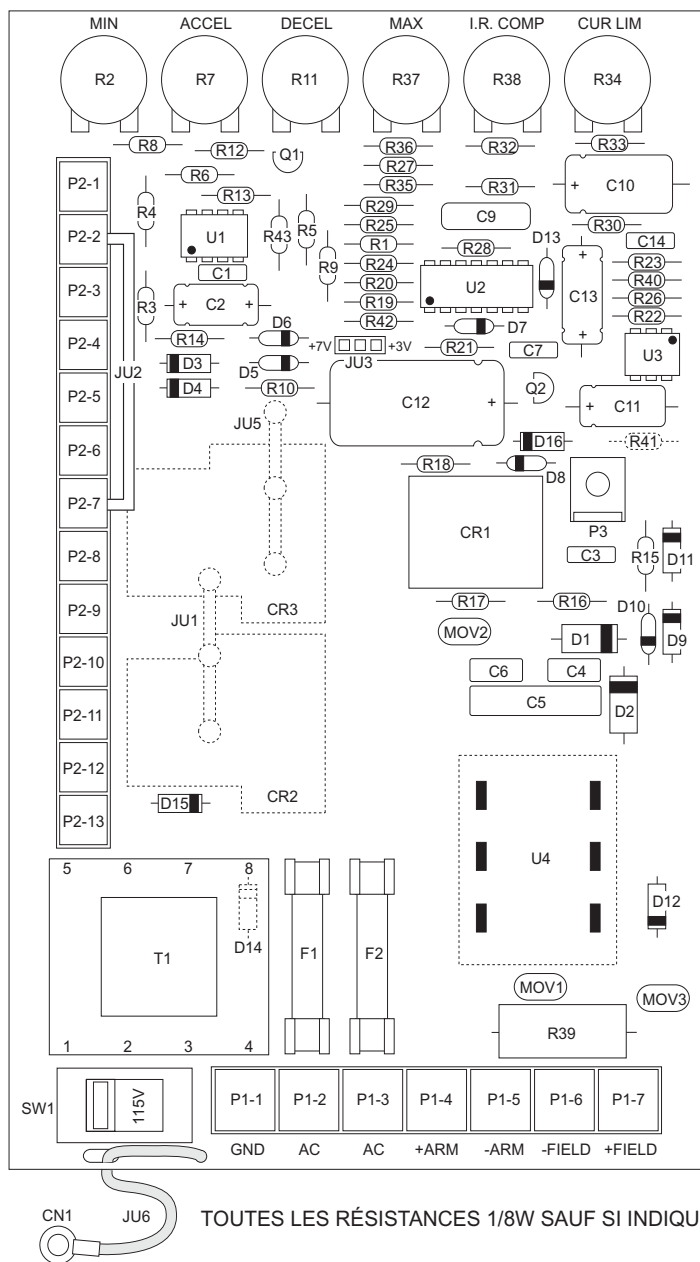 MIN ACCEL DECEL MAX I.R. COMP CUR LIM
R2 R7 R11 R37 R38 R34
R8 R12 Q1 R36 R32 R33
R27
P2-1 R6 R35 R31 C10
R4 R13 R29 C9
P2-2 U1 R43 R5 R25 R30
R1 R28 D13 C14
C1 R9 R24 R23
P2-3 R20 U2 C13 R40
R3 C2 R19 R26
D6 R42 D7 R22
P2-4 R14 +7V +3V R21 C7 U3
JU2 D3 D5 JU3
P2-5 D4 R10 Q2
JU5 C12 C11
P2-6 D16 R41
R18 D8
P2-7
P3
P2-8 CR1 C3 R15 D11
P2-9 JU1 CR3 R17 R16 D10
MOV2 D1 D9
P2-10 C6 C4
P2-11 C5 D2
P2-12
D15 CR2
P2-13
5 6 7 8 U4
D14 D12
T1 F1 F2
MOV1 MOV3
R39
1 2 3 4
SW1 115V P1-1 P1-2 P1-3 P1-4 P1-5 P1-6 P1-7
GND AC AC +ARM -ARM -FIELD +FIELD
CN1 JU6 TOUTES LES RÉSISTANCES 1/8W SAUF SI INDIQU